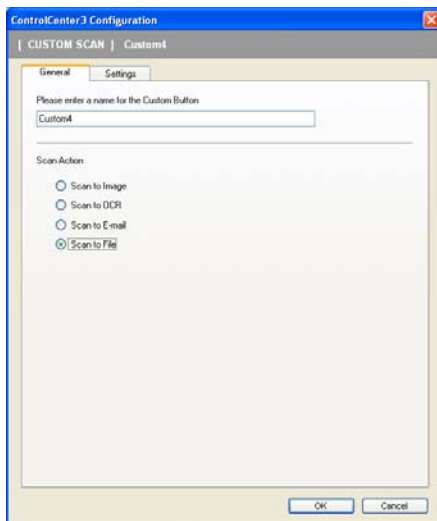 ControlCenter3 Configuration
| CUSTOM SCAN | Custom4
General Settings
Please enter a name for the Custom Button
Custom4
Scan Action
Scan to Image
Scan to OCR
Scan to E-mail
Scan to File
OK Cancel